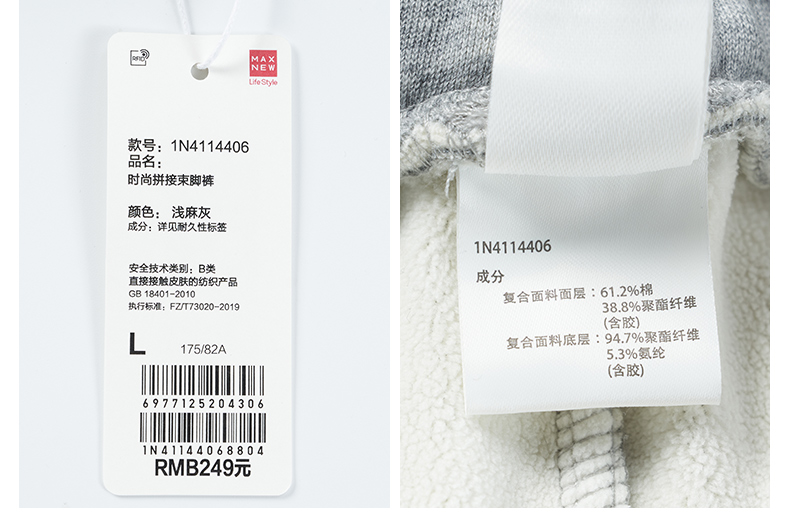 RFID
MAX
NEW
LifeStyle
款号：1N4114406
品名：
时尚拼接束脚裤
颜色：浅麻灰
成分：详见耐久性标签
安全技术类别：B类
直接接触皮肤的纺织产品
GB 18401-2010
执行标准：FZ/T73020-2019
L 175/82A
6977125204306
1N41144068804
RMB249元
1N4114406
成分
复合面料面层：61.2%棉
38.8%聚酯纤维
(含胶)
复合面料底层：94.7%聚酯纤维
5.3%氨纶
(含胶)